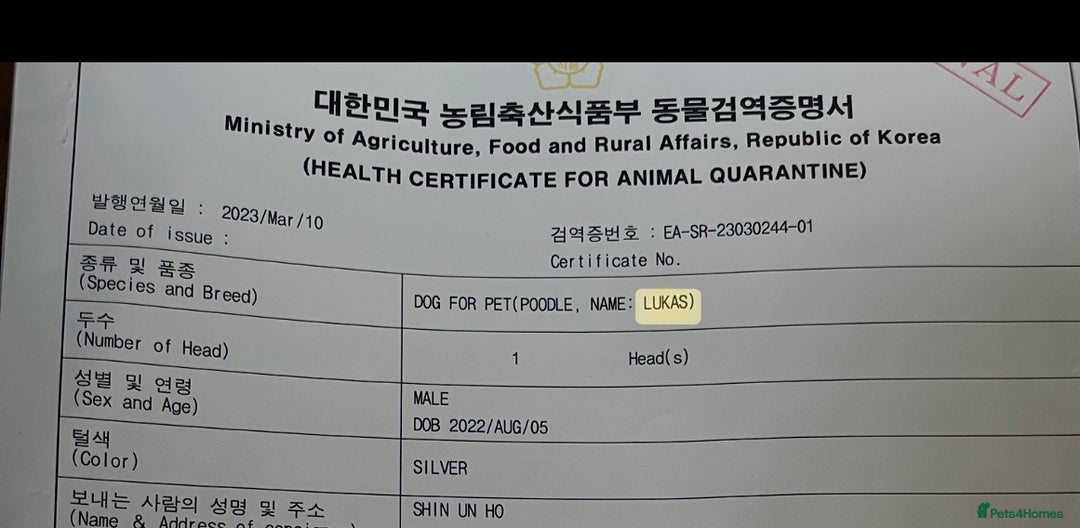 NAL
대한민국 농림축산식품부 동물검역증명서
Ministry of Agriculture, Food and Rural Affairs, Republic of Korea
(HEALTH CERTIFICATE FOR ANIMAL QUARANTINE)
발행연월일 : 2023/Mar/10
Date of issue :
검역증번호 : EA-SR-23030244-01
Certificate No.
종류 및 품종
(Species and Breed)
DOG FOR PET(POODLE, NAME: LUKAS)
두수
(Number of Head)
1 Head(s)
성별 및 연령
(Sex and Age)
MALE
DOB 2022/AUG/05
털색
(Color)
SILVER
보내는 사람의 성명 및 주소
(Name & Address of
SHIN UN HO
Pets4Homes